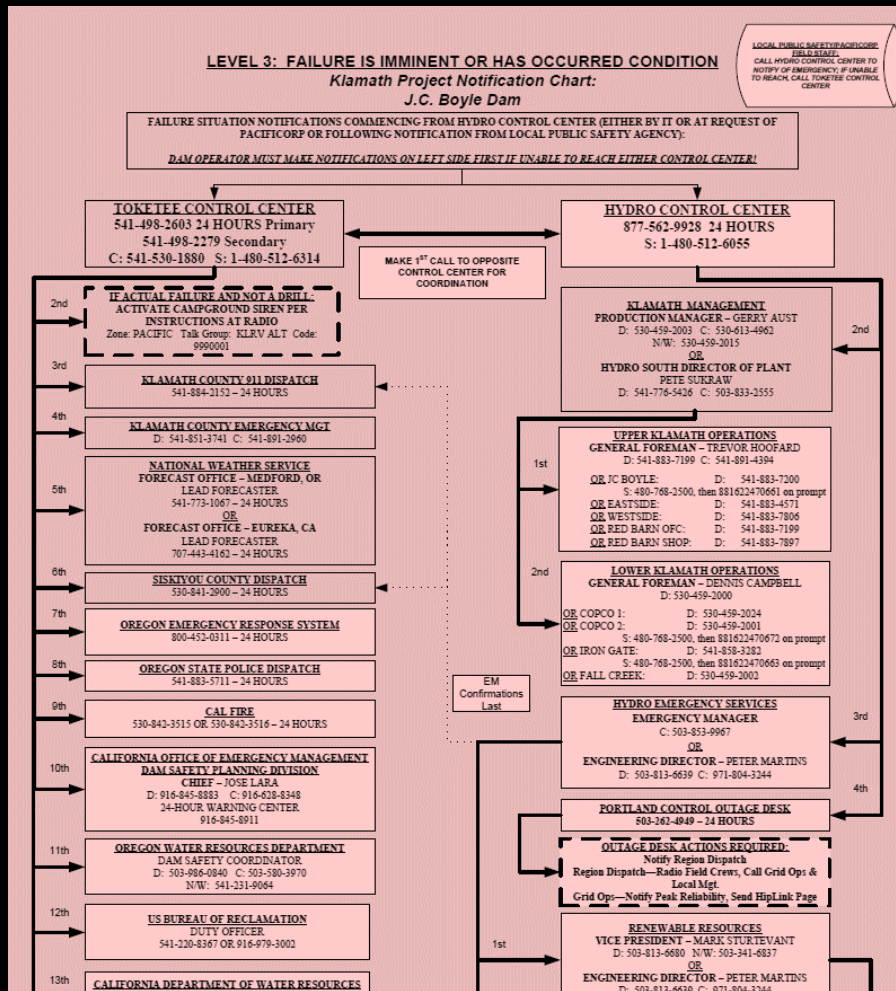 LOCAL PUBLIC SAFETY/PACIFICORP
FIELD STAFF:
CALL HYDRO CONTROL CENTER TO
NOTIFY OF EMERGENCY; IF UNABLE
TO REACH, CALL TOKETEE CONTROL
CENTER
LEVEL 3: FAILURE IS IMMINENT OR HAS OCCURRED CONDITION
Klamath Project Notification Chart:
J.C. Boyle Dam
FAILURE SITUATION NOTIFICATIONS COMMENCING FROM HYDRO CONTROL CENTER (EITHER BY IT OR AT REQUEST OF
PACIFICORP OR FOLLOWING NOTIFICATION FROM LOCAL PUBLIC SAFETY AGENCY):
DAM OPERATOR MUST MAKE NOTIFICATIONS ON LEFT SIDE FIRST IF UNABLE TO REACH EITHER CONTROL CENTER!
TOKETEE CONTROL CENTER
541-498-2603 24 HOURS Primary
541-498-2279 Secondary
C: 541-530-1880 S: 1-480-512-6314
HYDRO CONTROL CENTER
877-562-9928 24 HOURS
S: 1-480-512-6055
MAKE 1ST CALL TO OPPOSITE
CONTROL CENTER FOR
COORDINATION
2nd
IF ACTUAL FAILURE AND NOT A DRILL:
ACTIVATE CAMPGROUND SIREN PER
INSTRUCTIONS AT RADIO
Zone: PACIFIC Talk Group: KLRV ALT Code:
9990001
3rd
KLAMATH COUNTY 911 DISPATCH
541-884-2152 – 24 HOURS
4th
KLAMATH COUNTY EMERGENCY MGT
D: 541-851-3741 C: 541-891-2960
5th
NATIONAL WEATHER SERVICE
FORECAST OFFICE – MEDFORD, OR
LEAD FORECASTER
541-773-1067 – 24 HOURS
OR
FORECAST OFFICE – EUREKA, CA
LEAD FORECASTER
707-443-4162 – 24 HOURS
6th
SISKIYOU COUNTY DISPATCH
530-841-2900 – 24 HOURS
7th
OREGON EMERGENCY RESPONSE SYSTEM
800-452-0311 – 24 HOURS
8th
OREGON STATE POLICE DISPATCH
541-883-5711 – 24 HOURS
9th
CAL FIRE
530-842-3515 OR 530-842-3516 – 24 HOURS
10th
CALIFORNIA OFFICE OF EMERGENCY MANAGEMENT
DAM SAFETY PLANNING DIVISION
CHIEF – JOSE LARA
D: 916-845-8883 C: 916-628-8348
24-HOUR WARNING CENTER
916-845-8911
11th
OREGON WATER RESOURCES DEPARTMENT
DAM SAFETY COORDINATOR
D: 503-986-0840 C: 503-580-3970
N/W: 541-231-9064
12th
US BUREAU OF RECLAMATION
DUTY OFFICER
541-220-8367 OR 916-979-3002
13th
CALIFORNIA DEPARTMENT OF WATER RESOURCES
2nd
KLAMATH MANAGEMENT
PRODUCTION MANAGER – GERRY AUST
D: 530-459-2003 C: 530-613-4962
N/W: 530-459-2015
OR
HYDRO SOUTH DIRECTOR OF PLANT
PETE SUKRAW
D: 541-776-5426 C: 503-833-2555
1st
UPPER KLAMATH OPERATIONS
GENERAL FOREMAN – TREVOR HOOFARD
D: 541-883-7199 C: 541-891-4394
OR JC BOYLE: D: 541-883-7200
S: 480-768-2500, then 881622470661 on prompt
OR EASTSIDE: D: 541-883-4571
OR WESTSIDE: D: 541-883-7806
OR RED BARN OFC: D: 541-883-7199
OR RED BARN SHOP: D: 541-883-7897
2nd
LOWER KLAMATH OPERATIONS
GENERAL FOREMAN – DENNIS CAMPBELL
D: 530-459-2000
OR COPCO 1: D: 530-459-2024
OR COPCO 2: D: 530-459-2001
S: 480-768-2500, then 881622470672 on prompt
OR IRON GATE: D: 541-858-3282
S: 480-768-2500, then 881622470663 on prompt
OR FALL CREEK: D: 530-459-2002
EM
Confirmations
Last
3rd
HYDRO EMERGENCY SERVICES
EMERGENCY MANAGER
C: 503-853-9967
OR
ENGINEERING DIRECTOR – PETER MARTINS
D: 503-813-6639 C: 971-804-3244
4th
PORTLAND CONTROL OUTAGE DESK
503-262-4949 – 24 HOURS
OUTAGE DESK ACTIONS REQUIRED:
Notify Region Dispatch
Region Dispatch—Radio Field Crews, Call Grid Ops &
Local Mgt.
Grid Ops—Notify Peak Reliability, Send HipLink Page
1st
RENEWABLE RESOURCES
VICE PRESIDENT – MARK STURTEVANT
D: 503-813-6680 N/W: 503-341-6837
OR
ENGINEERING DIRECTOR – PETER MARTINS
D: 503-813-6639 C: 971-804-3244